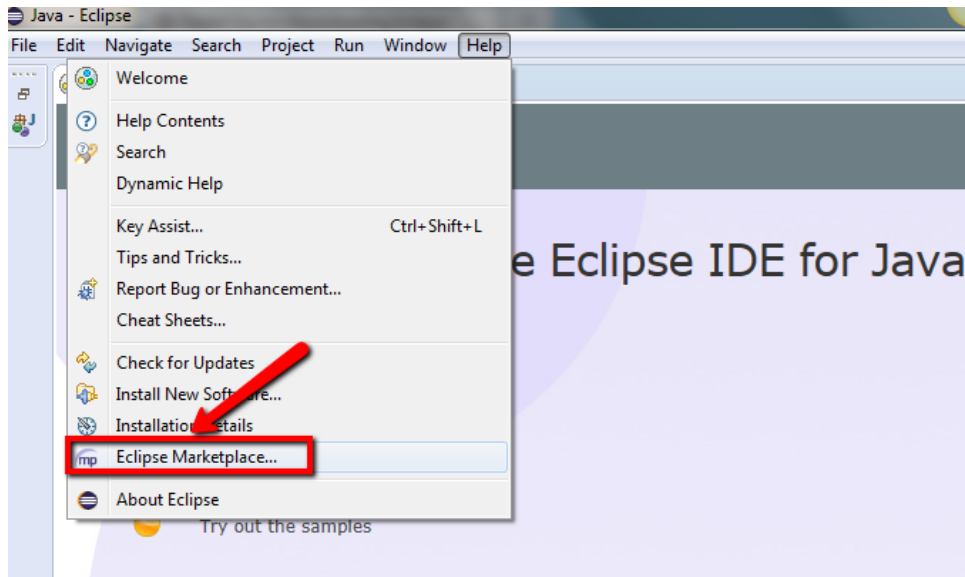 Java - Eclipse
File Edit Navigate Search Project Run Window Help
Welcome
Help Contents
Search
Dynamic Help
Key Assist... Ctrl+Shift+L
Tips and Tricks...
Report Bug or Enhancement...
Cheat Sheets...
Check for Updates
Install New Software...
Installation Details
mp Eclipse Marketplace...
About Eclipse
J
e Eclipse IDE for Java
Try out the samples